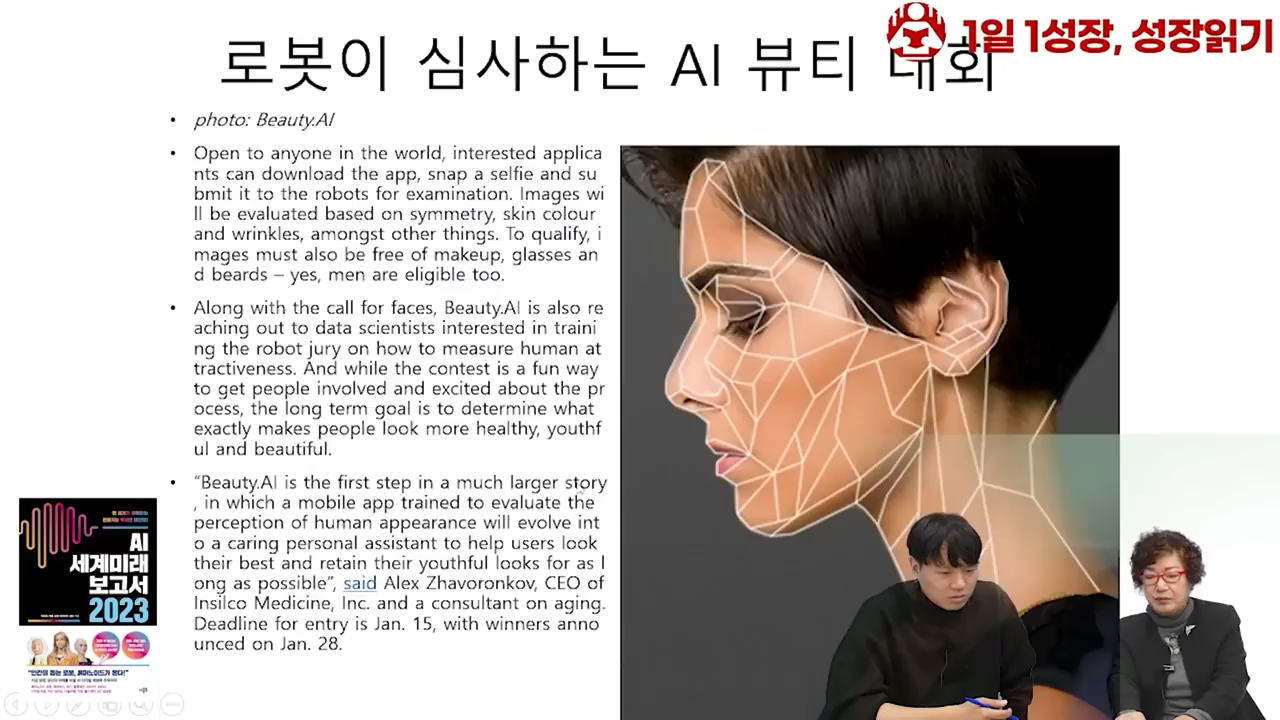 로봇이 심사하는 AI 뷰티 대회
1일 1성장, 성장읽기
• photo: Beauty.AI
• Open to anyone in the world, interested applica
nts can download the app, snap a selfie and su
bmit it to the robots for examination. Images wi
ll be evaluated based on symmetry, skin colour
and wrinkles, amongst other things. To qualify, i
mages must also be free of makeup, glasses an
d beards – yes, men are eligible too.
• Along with the call for faces, Beauty.AI is also re
aching out to data scientists interested in traini
ng the robot jury on how to measure human at
tractiveness. And while the contest is a fun way
to get people involved and excited about the pr
ocess, the long term goal is to determine what
exactly makes people look more healthy, youthf
ul and beautiful.
• “Beauty.AI is the first step in a much larger story
, in which a mobile app trained to evaluate the
perception of human appearance will evolve int
o a caring personal assistant to help users look
their best and retain their youthful looks for as l
ong as possible”, said Alex Zhavoronkov, CEO of
Insilco Medicine, Inc. and a consultant on aging.
Deadline for entry is Jan. 15, with winners anno
unced on Jan. 28.
AI
세계미래
보고서
2023